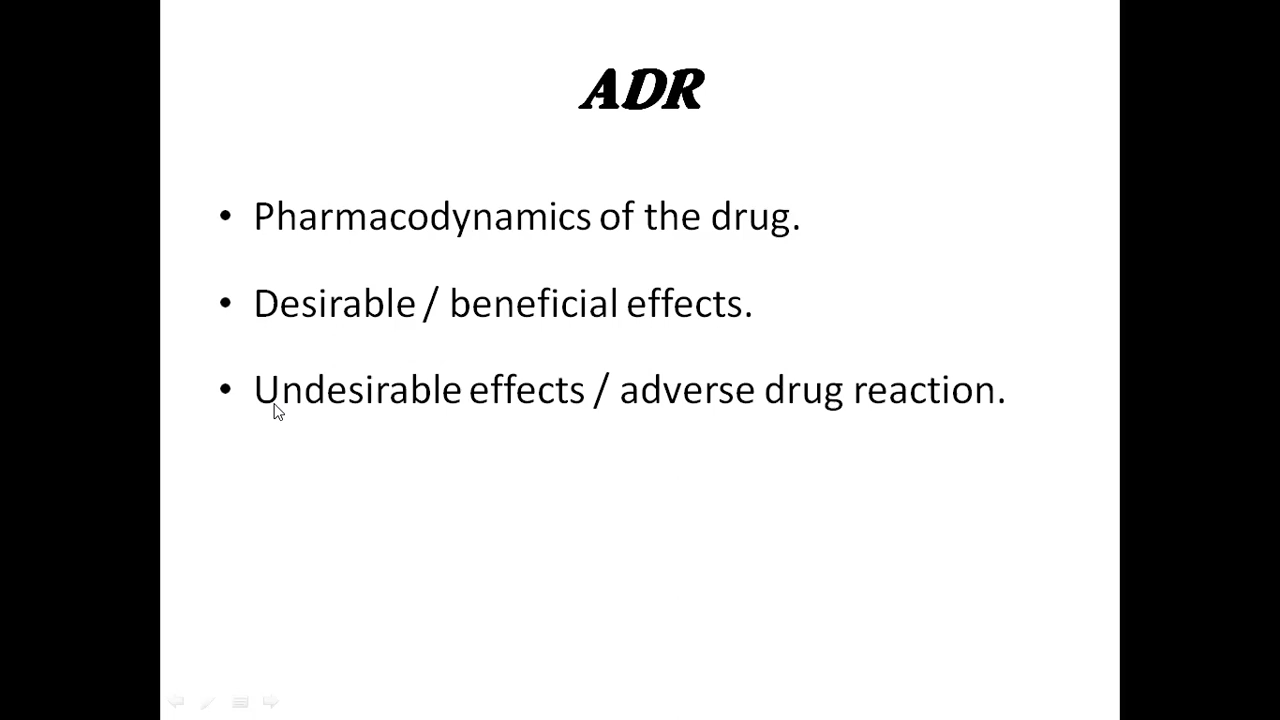 ADR
• Pharmacodynamics of the drug.
• Desirable / beneficial effects.
• Undesirable effects / adverse drug reaction.